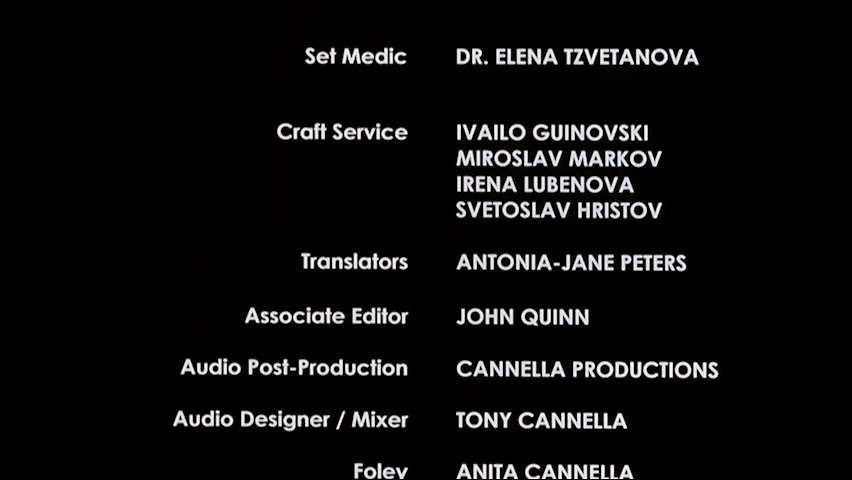 Set Medic DR. ELENA TZVETANOVA
Craft Service IVAILO GUINOVSKI
MIROSLAV MARKOV
IRENA LUBENOVA
SVETOSLAV HRISTOV
Translators ANTONIA-JANE PETERS
Associate Editor JOHN QUINN
Audio Post-Production CANNELLA PRODUCTIONS
Audio Designer / Mixer TONY CANNELLA
Foley ANITA CANNELLA